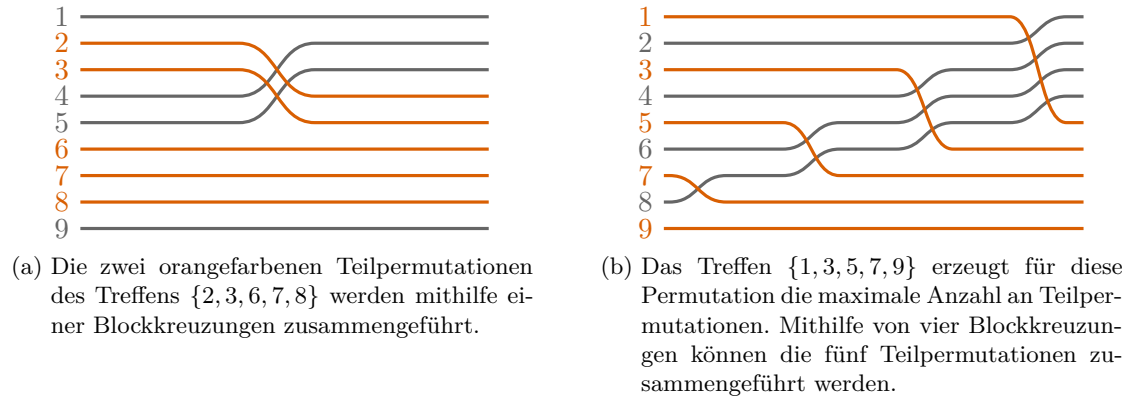 1
2
3
4
5
6
7
8
9
(a) Die zwei orangefarbenen Teilpermutationen
des Treffens {2, 3, 6, 7, 8} werden mithilfe ei-
ner Blockkreuzungen zusammengeführt.
1
2
3
4
5
6
7
8
9
(b) Das Treffen {1, 3, 5, 7, 9} erzeugt für diese
Permutation die maximale Anzahl an Teilper-
mutationen. Mithilfe von vier Blockkreuzun-
gen können die fünf Teilpermutationen zu-
sammengeführt werden.